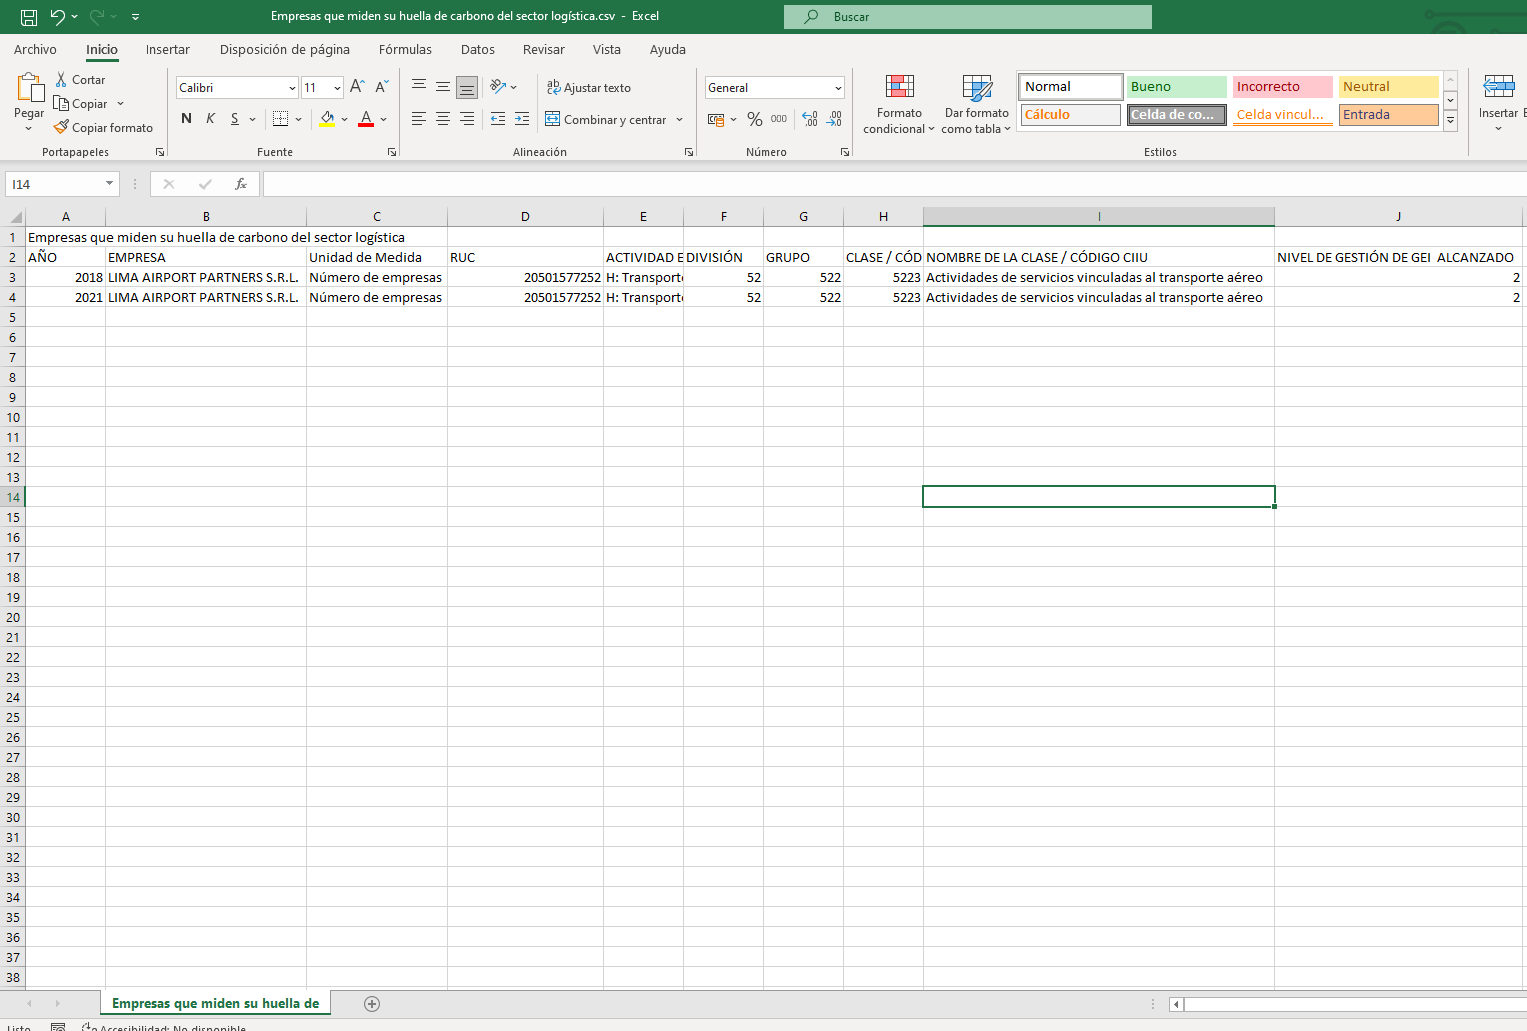 Empresas que miden su huella de carbono del sector logística.csv - Excel
Buscar
Archivo Inicio Insertar Disposición de página Fórmulas Datos Revisar Vista Ayuda
Pegar
Cortar
Copiar
Copiar formato
Portapapeles
Calibri 11
N K S
Fuente
Ajustar texto
Combinar y centrar
Alineación
General
% 000
Número
Formato condicional
Dar formato como tabla
Normal Bueno Incorrecto Neutral
Cálculo Celda de co... Celda vincul... Entrada
Estilos
Insertar
I14
fx
A B C D E F G H I J
1 Empresas que miden su huella de carbono del sector logística
2 AÑO EMPRESA Unidad de Medida RUC ACTIVIDAD E DIVISIÓN GRUPO CLASE / CÓD NOMBRE DE LA CLASE / CÓDIGO CIIU NIVEL DE GESTIÓN DE GEI ALCANZADO
3 2018 LIMA AIRPORT PARTNERS S.R.L. Número de empresas 20501577252 H: Transporte 52 522 5223 Actividades de servicios vinculadas al transporte aéreo 2
4 2021 LIMA AIRPORT PARTNERS S.R.L. Número de empresas 20501577252 H: Transporte 52 522 5223 Actividades de servicios vinculadas al transporte aéreo 2
5
6
7
8
9
10
11
12
13
14
15
16
17
18
19
20
21
22
23
24
25
26
27
28
29
30
31
32
33
34
35
36
37
38
Empresas que miden su huella de
Listo Accesibilidad: No disponible